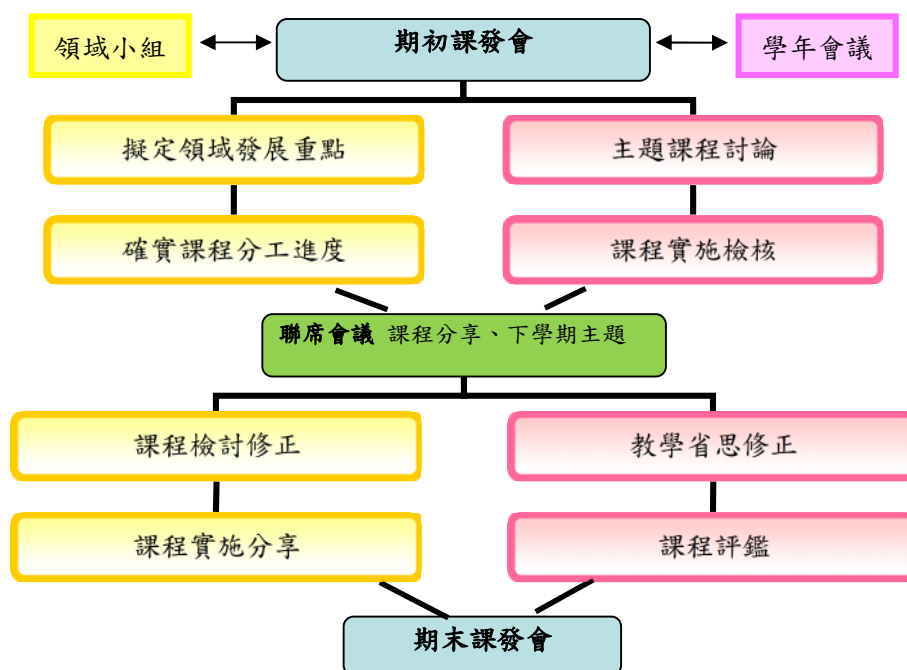 領域小組
期初課發會
學年會議
擬定領域發展重點
主題課程討論
確實課程分工進度
課程實施檢核
聯席會議 課程分享、下學期主題
課程檢討修正
教學省思修正
課程實施分享
課程評鑑
期末課發會